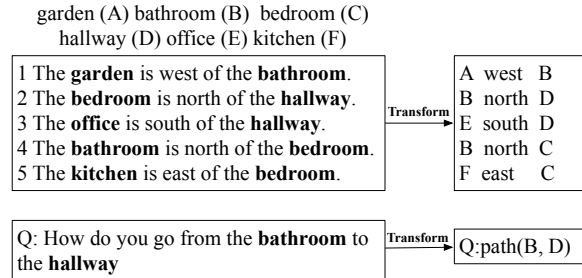 garden (A) bathroom (B) bedroom (C)
hallway (D) office (E) kitchen (F)
1 The garden is west of the bathroom.
2 The bedroom is north of the hallway.
3 The office is south of the hallway.
4 The bathroom is north of the bedroom.
5 The kitchen is east of the bedroom.
Transform
A west B
B north D
E south D
B north C
F east C
Q: How do you go from the bathroom to
the hallway
Transform
Q:path(B, D)